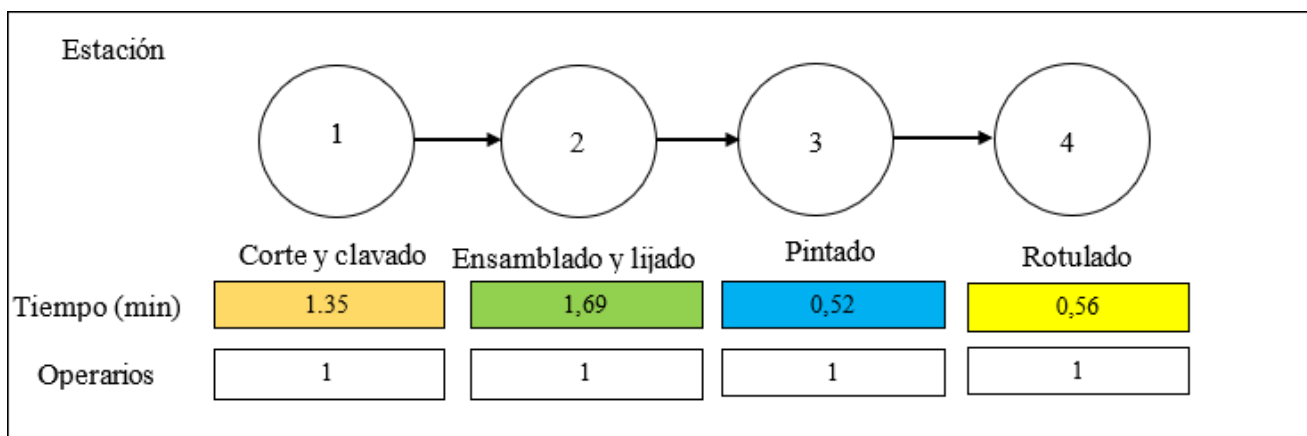 Estación
1 2 3 4
Corte y clavado Ensamblado y lijado Pintado Rotulado
Tiempo (min) 1.35 1,69 0,52 0,56
Operarios 1 1 1 1